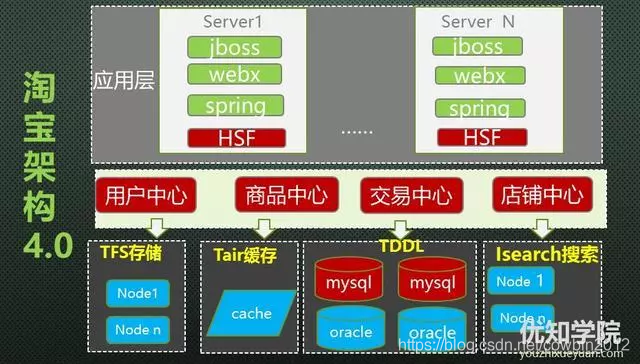 淘宝架构4.0
Server1
Server N
应用层
jboss
webx
spring
HSF
……
jboss
webx
spring
HSF
用户中心
商品中心
交易中心
店铺中心
TFS存储
Tair缓存
TDDL
Isearch搜索
Node1
Node n
cache
mysql
mysql
oracle
oracle
Node 1
Node n
优知学院
https://blog.csdn.net/cowbin2012
youzhixueyuan.com